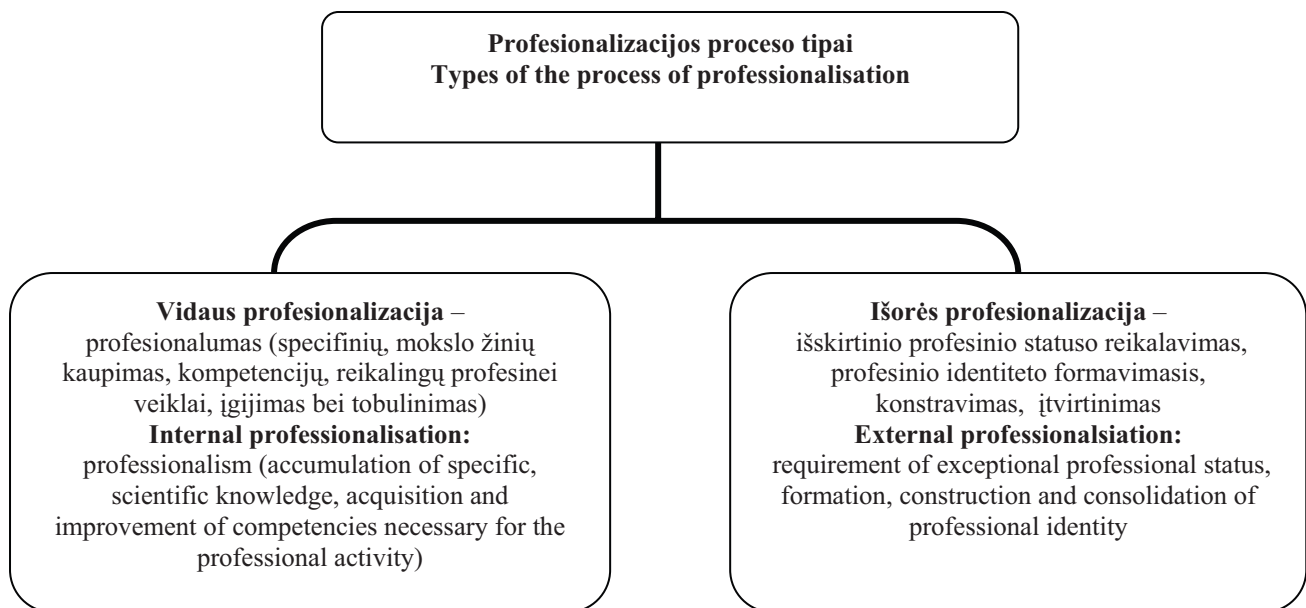 Profesionalizacijos proceso tipai
Types of the process of professionalisation
Vidaus profesionalizacija –
profesionalumas (specifinių, mokslo žinių
kaupimas, kompetencijų, reikalingų profesinei
veiklai, įgijimas bei tobulinimas)
Internal professionalisation:
professionalism (accumulation of specific,
scientific knowledge, acquisition and
improvement of competencies necessary for the
professional activity)
Išorės profesionalizacija –
išskirtinio profesinio statuso reikalavimas,
profesinio identiteto formavimasis,
konstravimas, įtvirtinimas
External professionalsiation:
requirement of exceptional professional status,
formation, construction and consolidation of
professional identity